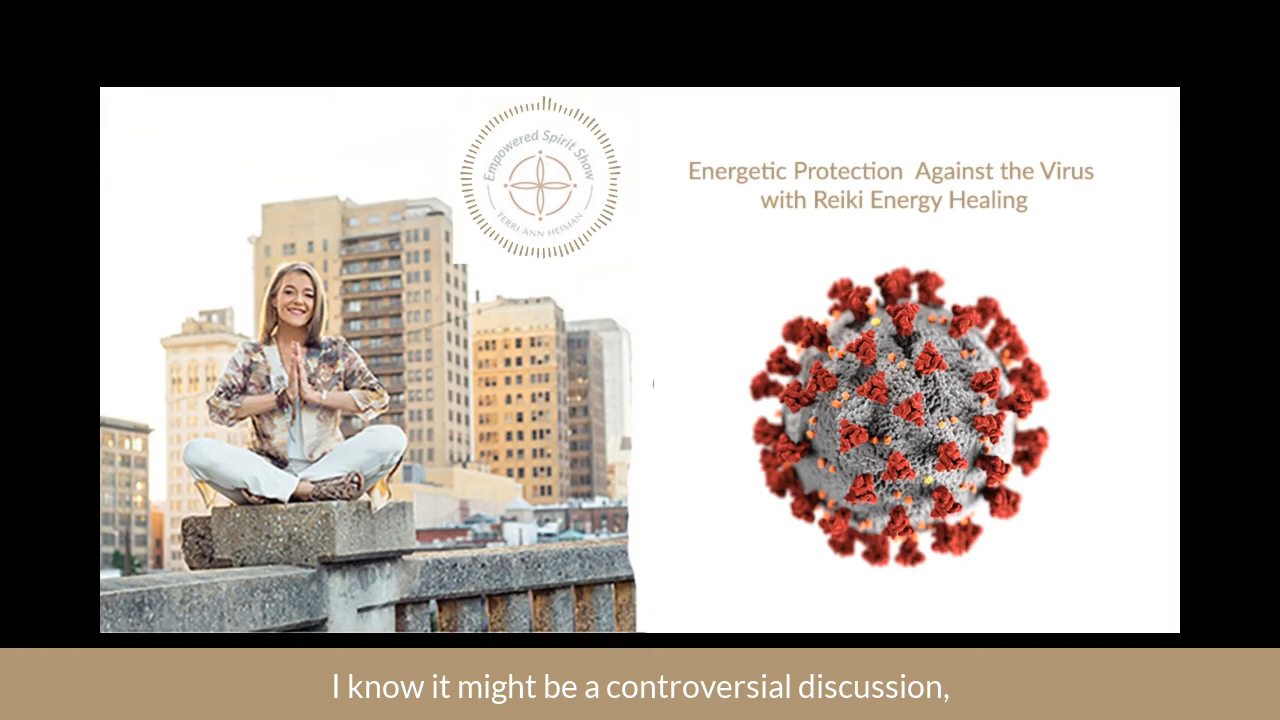 Empowered Spirit Show
TERRI ANN HEIMAN
Energetic Protection Against the Virus
with Reiki Energy Healing
I know it might be a controversial discussion,